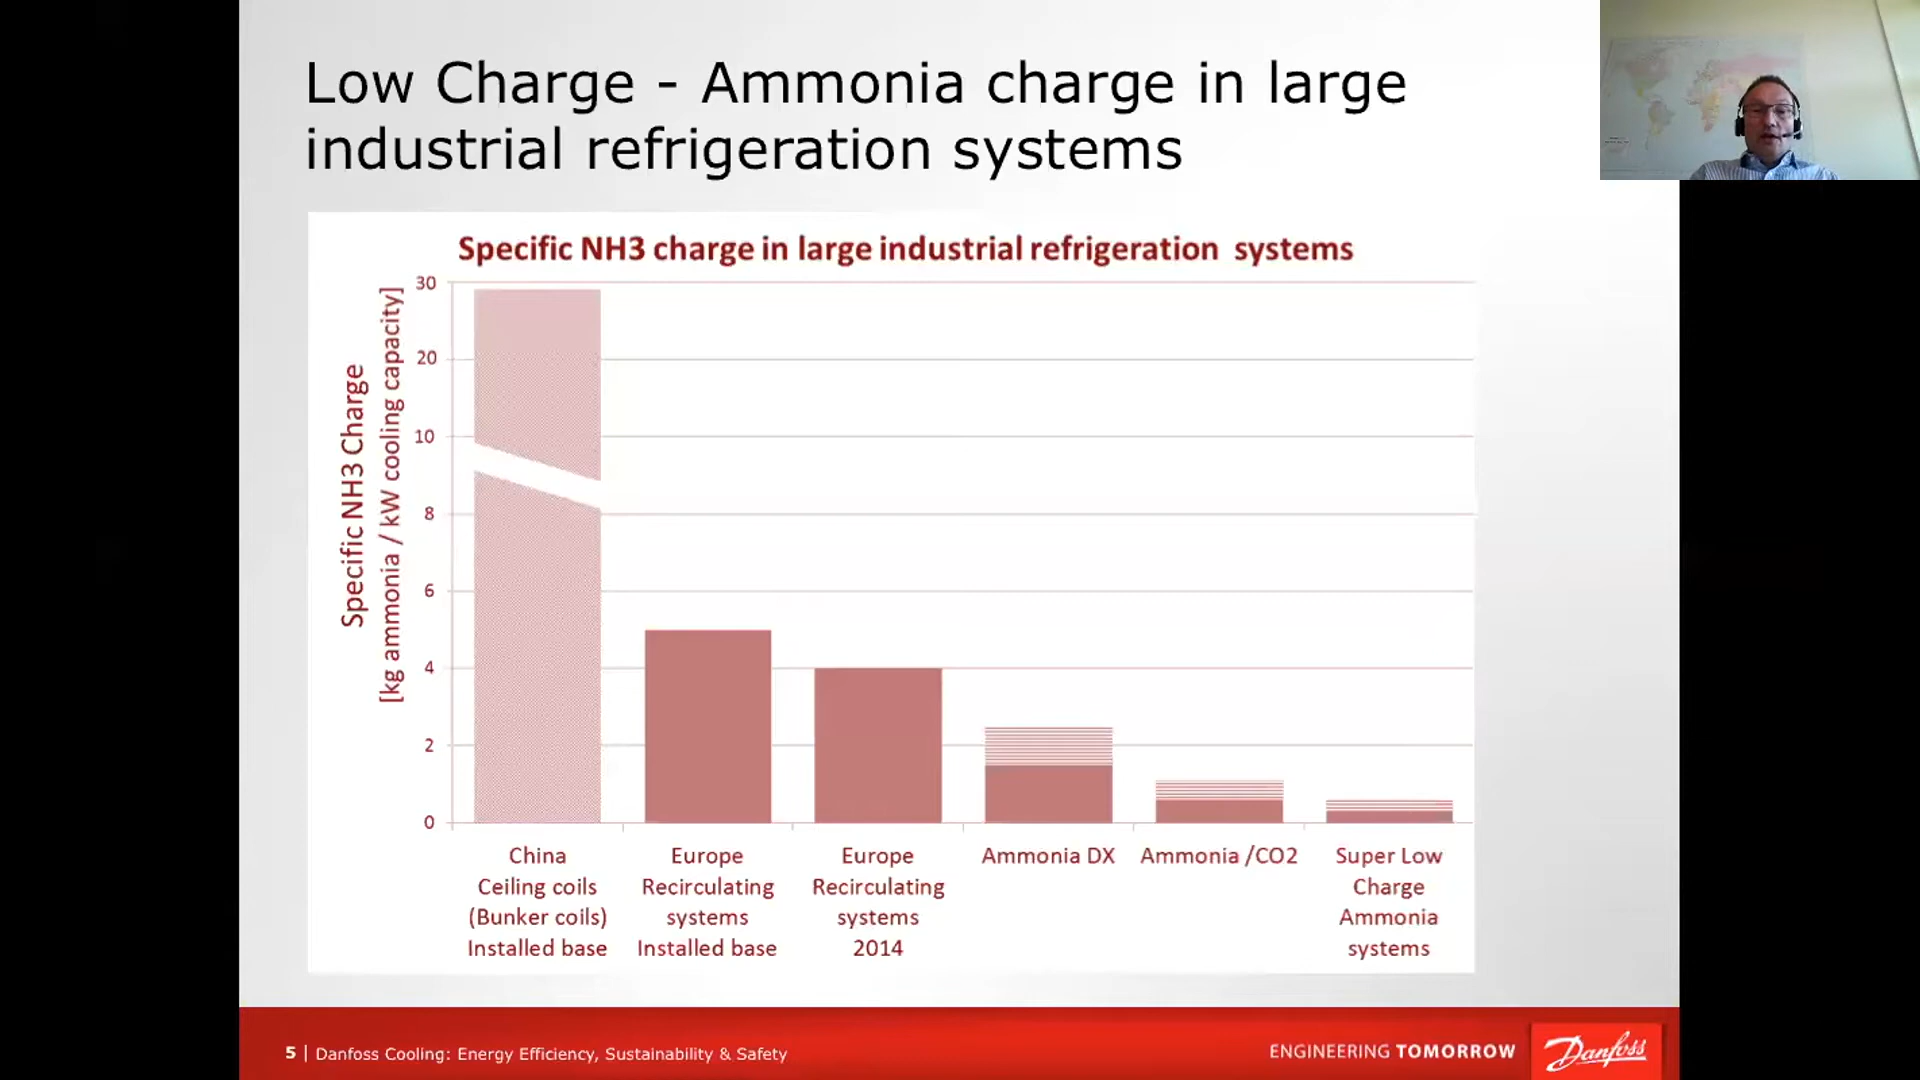 Low Charge - Ammonia charge in large
industrial refrigeration systems
Specific NH3 charge in large industrial refrigeration systems
Specific NH3 Charge
[kg ammonia / kW cooling capacity]
30
20
10
8
6
4
2
0
China
Ceiling coils
(Bunker coils)
Installed base
Europe
Recirculating
systems
Installed base
Europe
Recirculating
systems
2014
Ammonia DX
Ammonia /CO2
Super Low
Charge
Ammonia
systems
5 | Danfoss Cooling: Energy Efficiency, Sustainability & Safety
ENGINEERING TOMORROW
Danfoss